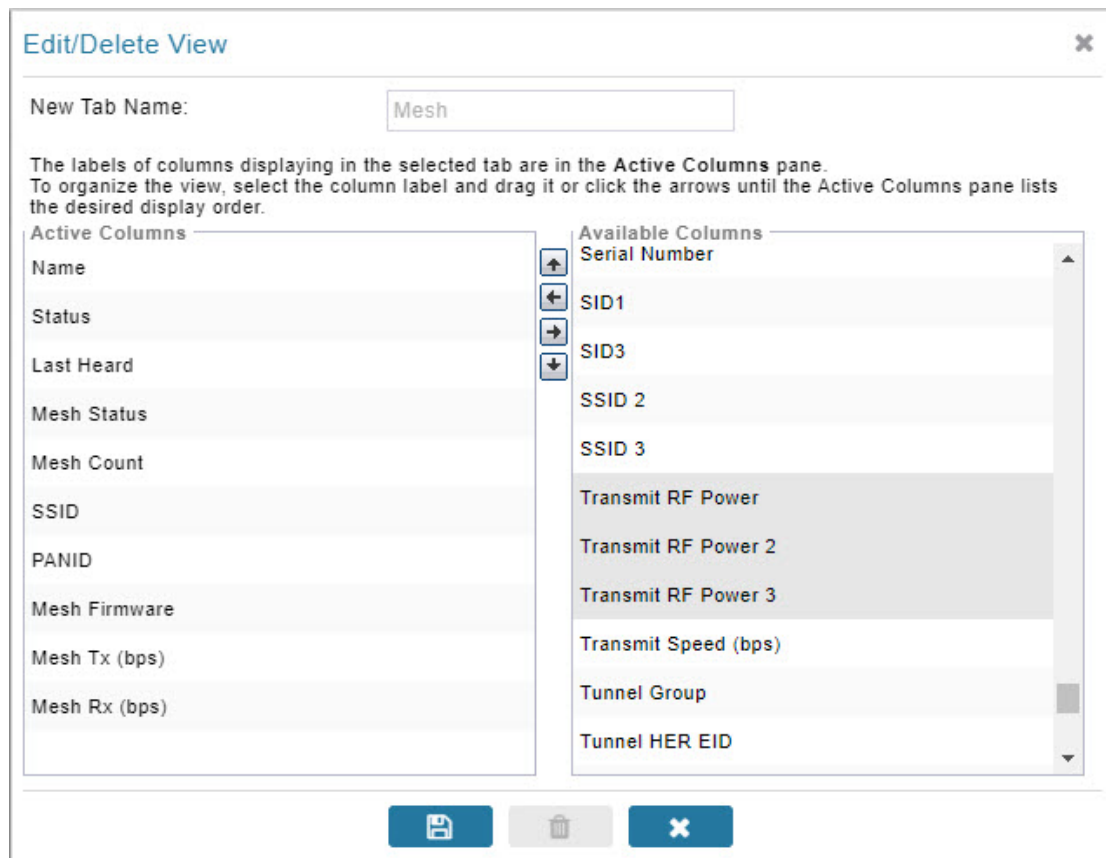 Edit/Delete View
New Tab Name:
Mesh
The labels of columns displaying in the selected tab are in the Active Columns pane.
To organize the view, select the column label and drag it or click the arrows until the Active Columns pane lists
the desired display order.
Active Columns
Name
Status
Last Heard
Mesh Status
Mesh Count
SSID
PANID
Mesh Firmware
Mesh Tx (bps)
Mesh Rx (bps)
Available Columns
Serial Number
SID1
SID3
SSID 2
SSID 3
Transmit RF Power
Transmit RF Power 2
Transmit RF Power 3
Transmit Speed (bps)
Tunnel Group
Tunnel HER EID